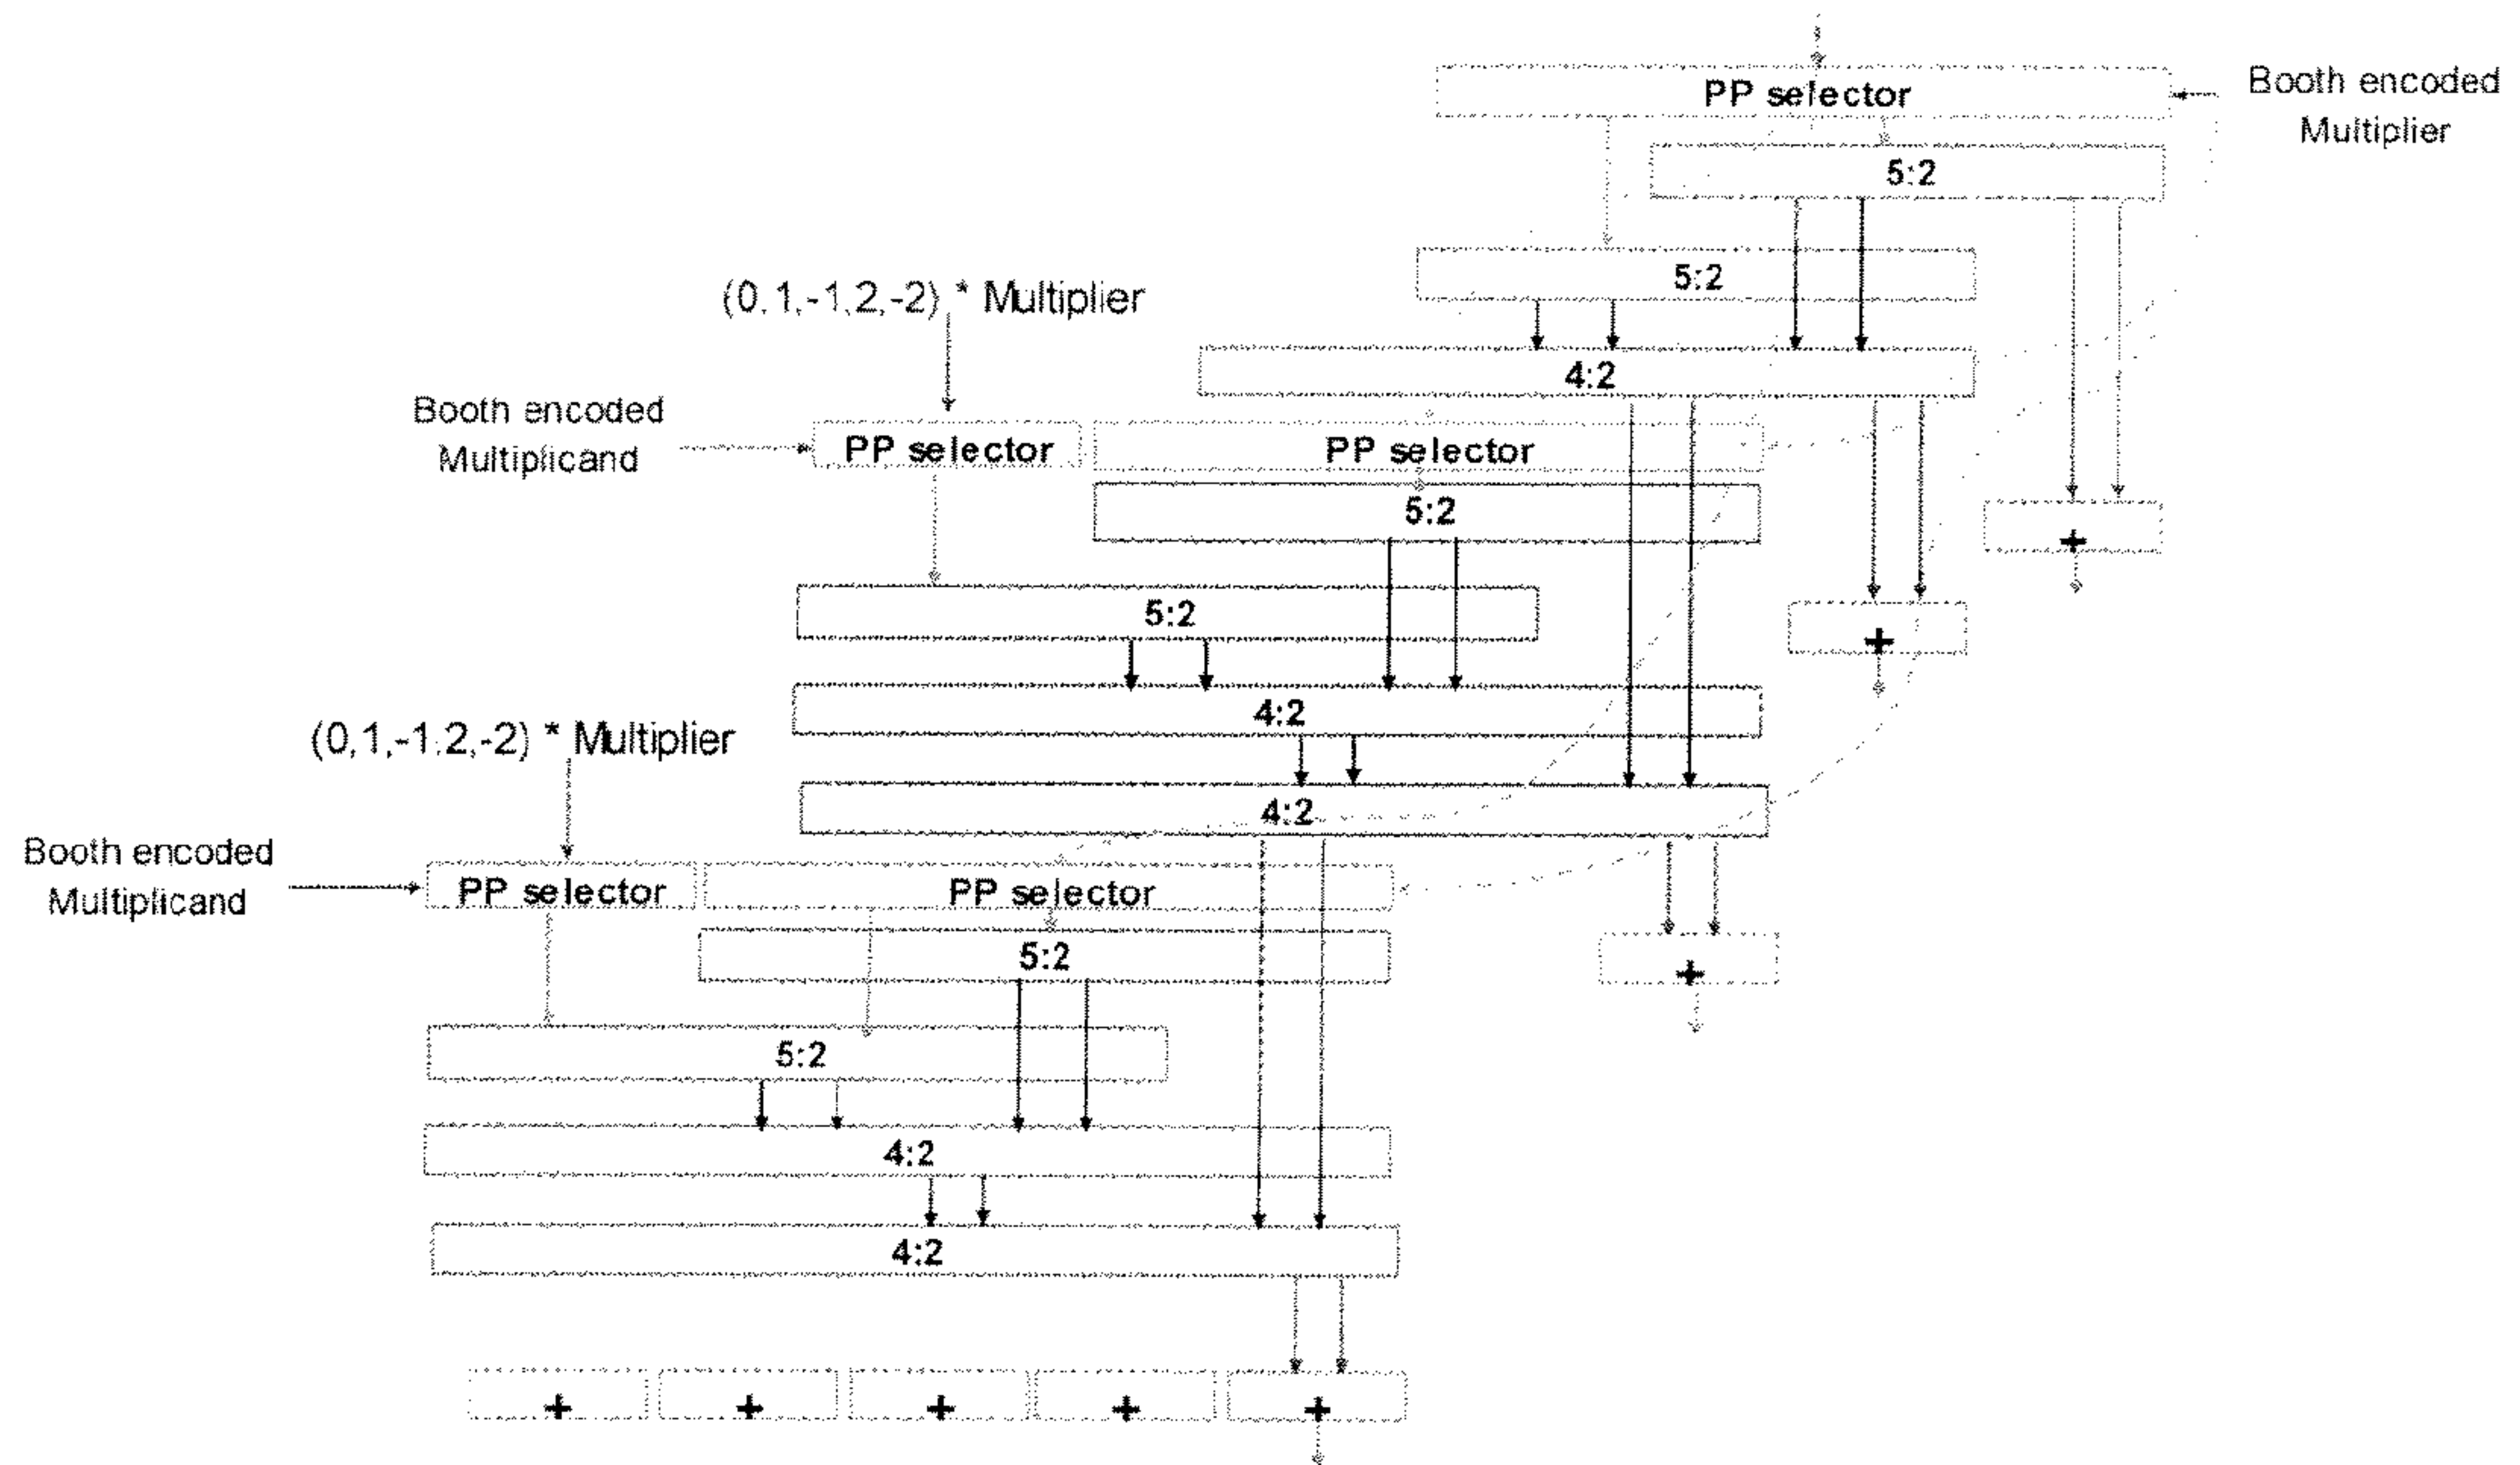 PP selector
Booth encoded
Multiplier
5:2
5:2
(0,1,-1,2,-2) * Multiplier
4:2
Booth encoded
Multiplicand
PP selector
PP selector
5:2
5:2
4:2
(0,1,-1,2,-2) * Multiplier
4:2
Booth encoded
Multiplicand
PP selector
PP selector
5:2
5:2
4:2
4:2
+
+
+
+ + + + +